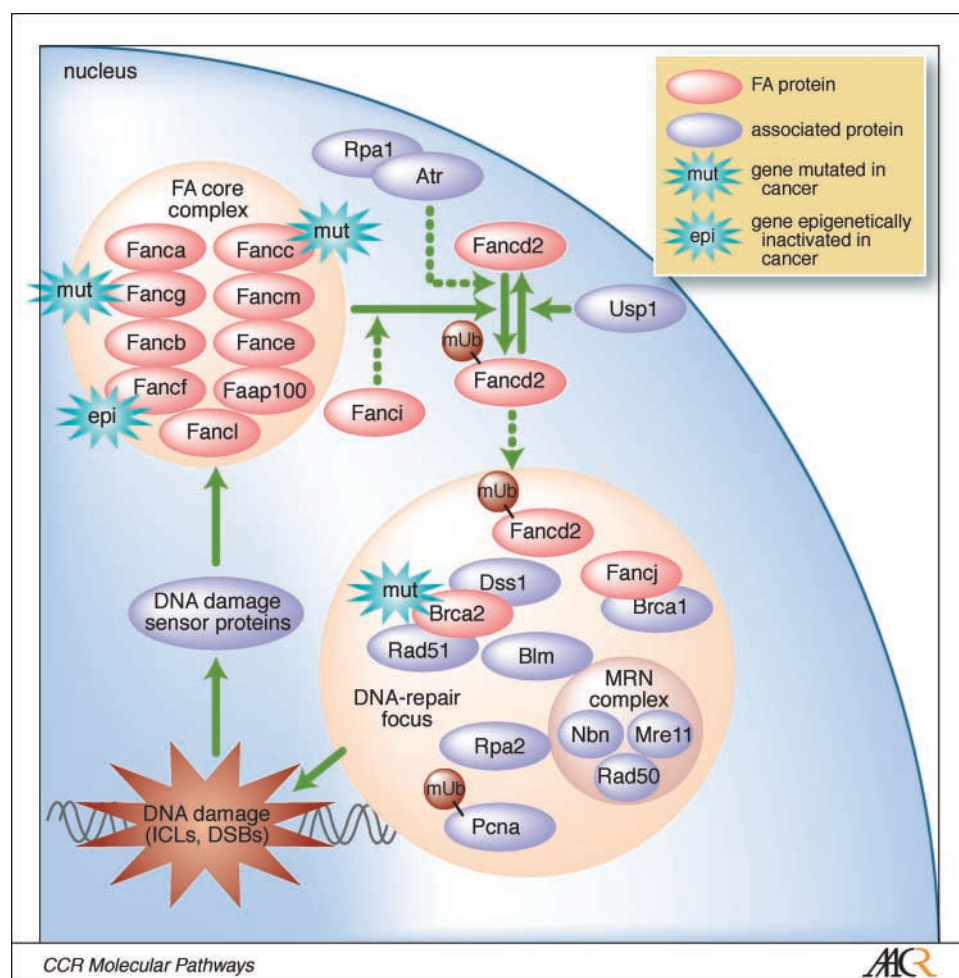 nucleus
FA protein
associated protein
mut
gene mutated in
cancer
epi
gene epigenetically
inactivated in
cancer
Rpa1
Atr
FA core
complex
mut
Fanca
Fancc
mut
Fancg
Fancm
Fancb
Fance
Fancf
Faap100
epi
Fancl
Fancd2
Usp1
mUb
Fancd2
Fanci
mUb
Fancd2
Dss1
Fancj
mut
Brca2
Brca1
Rad51
Blm
DNA damage
sensor proteins
MRN
complex
DNA-repair
focus
Nbn
Mre11
Rpa2
Rad50
mUb
Pcna
DNA damage
(ICLs, DSBs)
CCR Molecular Pathways
AACR